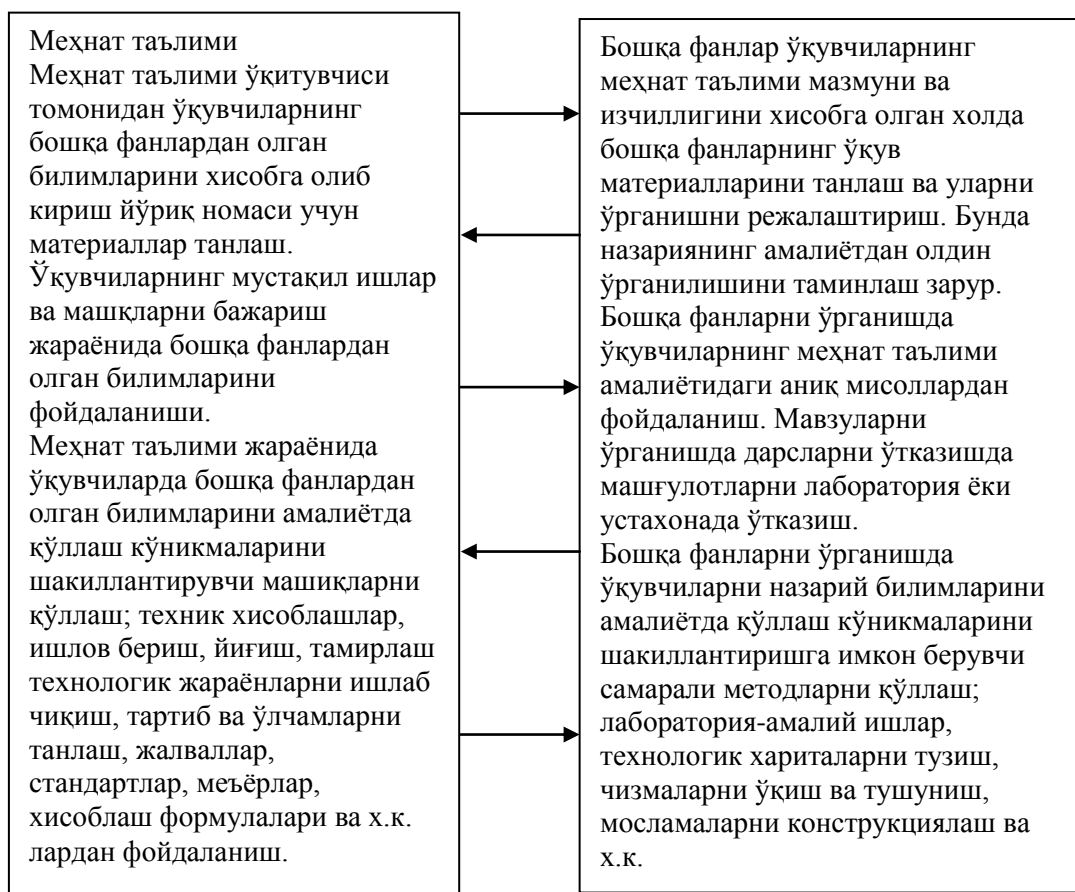 Меҳнат таълими
Меҳнат таълими ўқитувчиси
томонидан ўқувчиларнинг
бошқа фанлардан олган
билимларини хисобга олиб
кириш йўриқ номаси учун
материаллар танлаш.
Ўқувчиларнинг мустақил ишлар
ва машқларни бажариш
жараёнида бошқа фанлардан
олган билимларини
фойдаланиши.
Меҳнат таълими жараёнида
ўқувчиларда бошқа фанлардан
олган билимларини амалиётда
қўллаш кўникмаларини
шакиллантирувчи машиқларни
қўллаш; техник хисоблашлар,
ишлов бериш, йиғиш, тамирлаш
технологик жараёнларни ишлаб
чиқиш, тартиб ва ўлчамларни
танлаш, жалваллар,
стандартлар, меъёрлар,
хисоблаш формулалари ва х.к.
лардан фойдаланиш.
Бошқа фанлар ўқувчиларнинг
меҳнат таълими мазмуни ва
изчиллигини хисобга олган холда
бошқа фанларнинг ўқув
материалларини танлаш ва уларни
ўрганишни режалаштириш. Бунда
назариянинг амалиётдан олдин
ўрганилишини таминлаш зарур.
Бошқа фанларни ўрганишда
ўқувчиларнинг меҳнат таълими
амалиётидаги аниқ мисоллардан
фойдаланиш. Мавзуларни
ўрганишда дарсларни ўтказишда
машғулотларни лаборатория ёки
устахонада ўтказиш.
Бошқа фанларни ўрганишда
ўқувчиларни назарий билимларини
амалиётда қўллаш кўникмаларини
шакиллантиришга имкон берувчи
самарали методларни қўллаш;
лаборатория-амалий ишлар,
технологик хариталарни тузиш,
чизмаларни ўқиш ва тушуниш,
мосламаларни конструкциялаш ва
х.к.